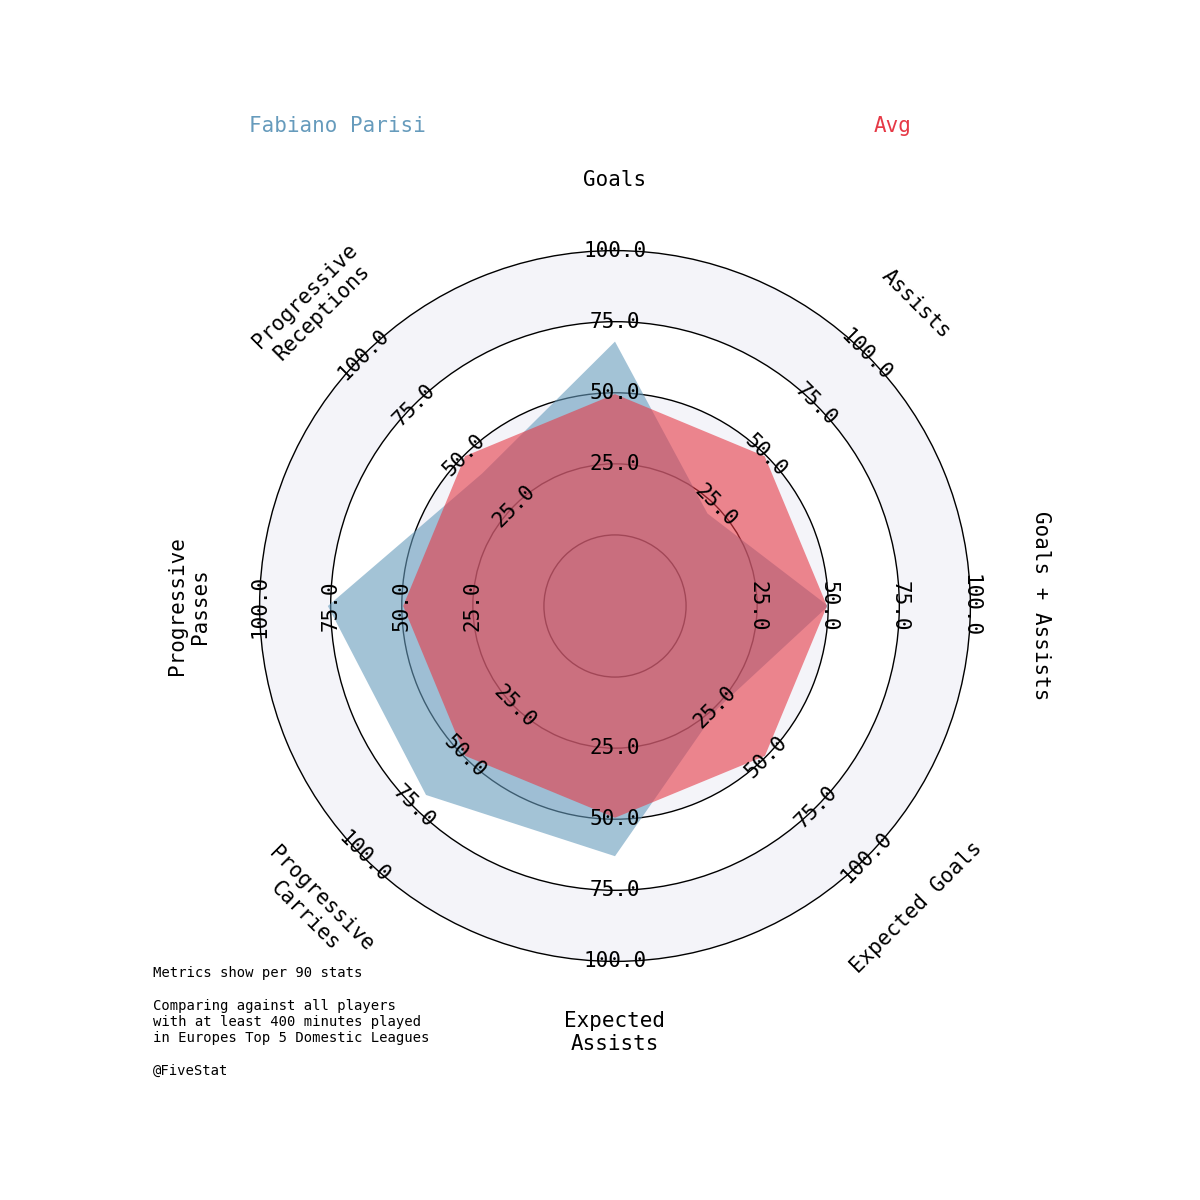 Fabiano Parisi
Avg
Goals
Assists
Goals + Assists
Expected Goals
Expected
Assists
Progressive
Carries
Progressive
Passes
Progressive
Receptions
25.0
50.0
75.0
100.0
25.0
50.0
75.0
100.0
25.0
50.0
75.0
100.0
25.0
50.0
75.0
100.0
25.0
50.0
75.0
100.0
25.0
50.0
75.0
100.0
25.0
50.0
75.0
100.0
25.0
50.0
75.0
100.0
Metrics show per 90 stats
Comparing against all players
with at least 400 minutes played
in Europes Top 5 Domestic Leagues
@FiveStat